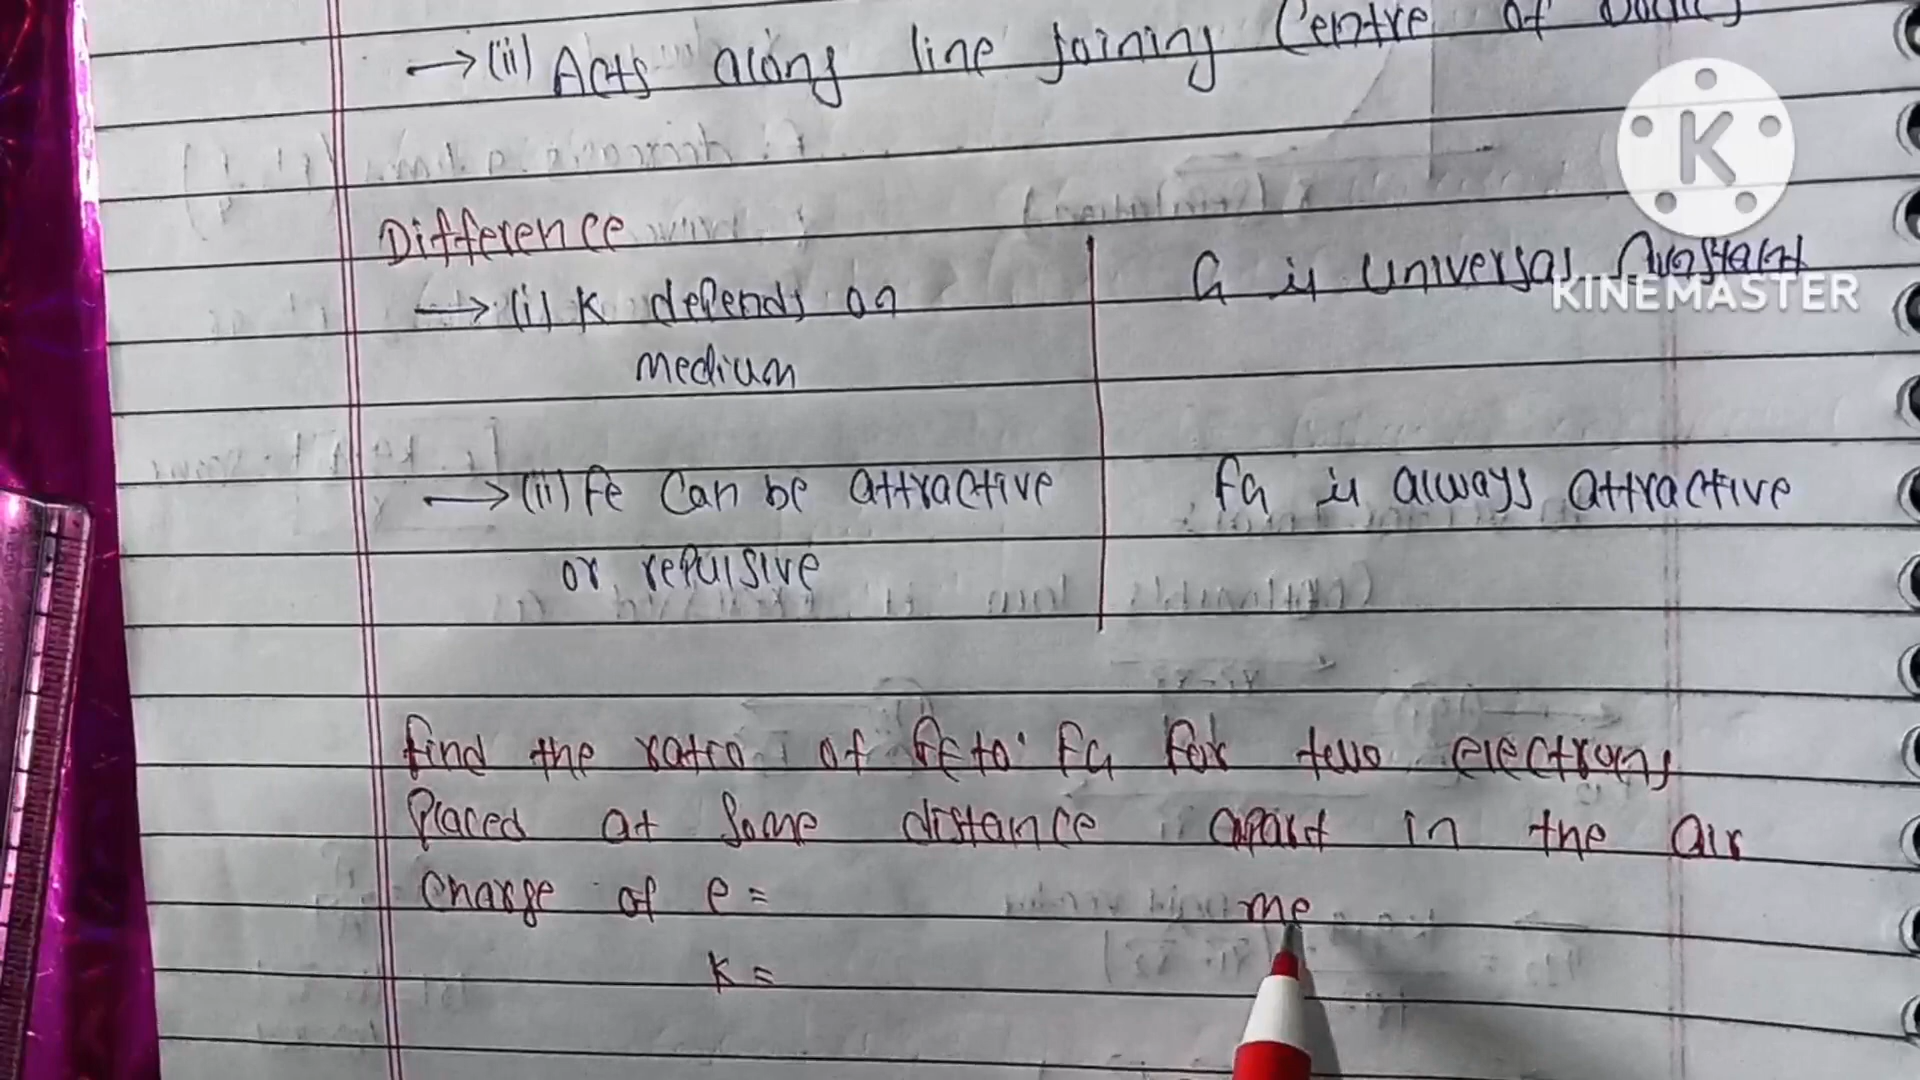 → (ii) Acts along line joining Centre of
Difference
→ (i) K depends on
medium
G is universal Constant
KINEMASTER
→ (ii) Fe Can be attractive
or repulsive
FG is always attractive
find the ratio of FE to FG for two electrons
Placed at Some distance apart in the air
Charge of e =
me
K =